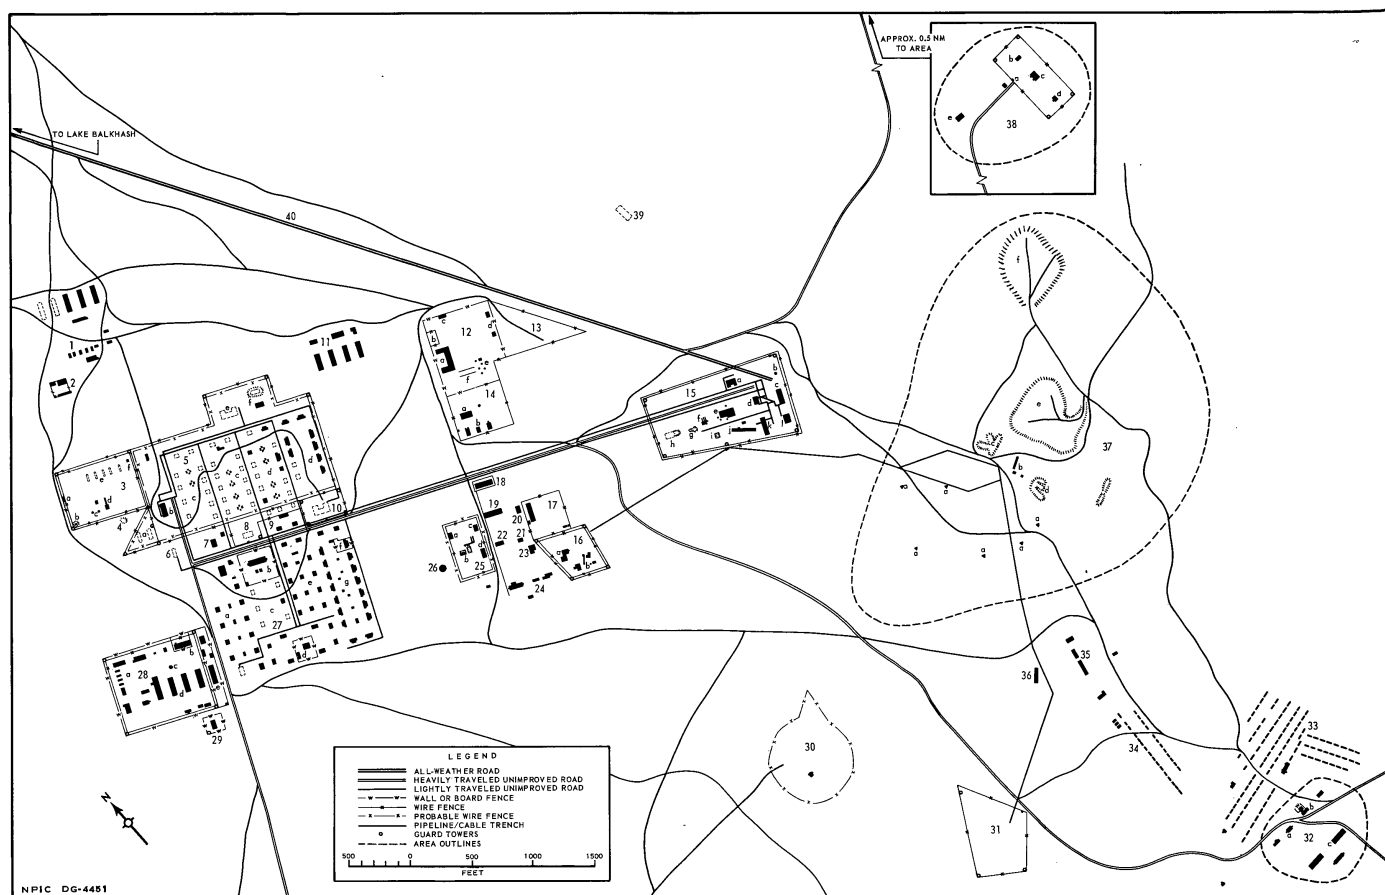 APPROX. 0.5 NM
TO AREA
b
c
a
d
e
38
TO LAKE BALKHASH
40
39
f
1
2
11
c
12
d
13
b
a
e
f
14
a
b
15
a
b
c
d
e
f
g
h
i
j
37
e
b
d
a
a
a
a
a
a
e
f
5
3
e
d
b
c
c
d
d
4
a
b
6
7
8
9
10
18
19
20
17
22
21
23
16
a
b
26
a
c
d
b
25
24
b
f
a
e
g
c
27
d
28
a
b
c
d
e
29
36
35
34
33
30
31
b
a
32
c
N
LEGEND
ALL-WEATHER ROAD
HEAVILY TRAVELED UNIMPROVED ROAD
LIGHTLY TRAVELED UNIMPROVED ROAD
W W WALL OR BOARD FENCE
WIRE FENCE
X X PROBABLE WIRE FENCE
PIPELINE/CABLE TRENCH
GUARD TOWERS
AREA OUTLINES
500 0 500 1000 1500
FEET
NPIC DG-4451